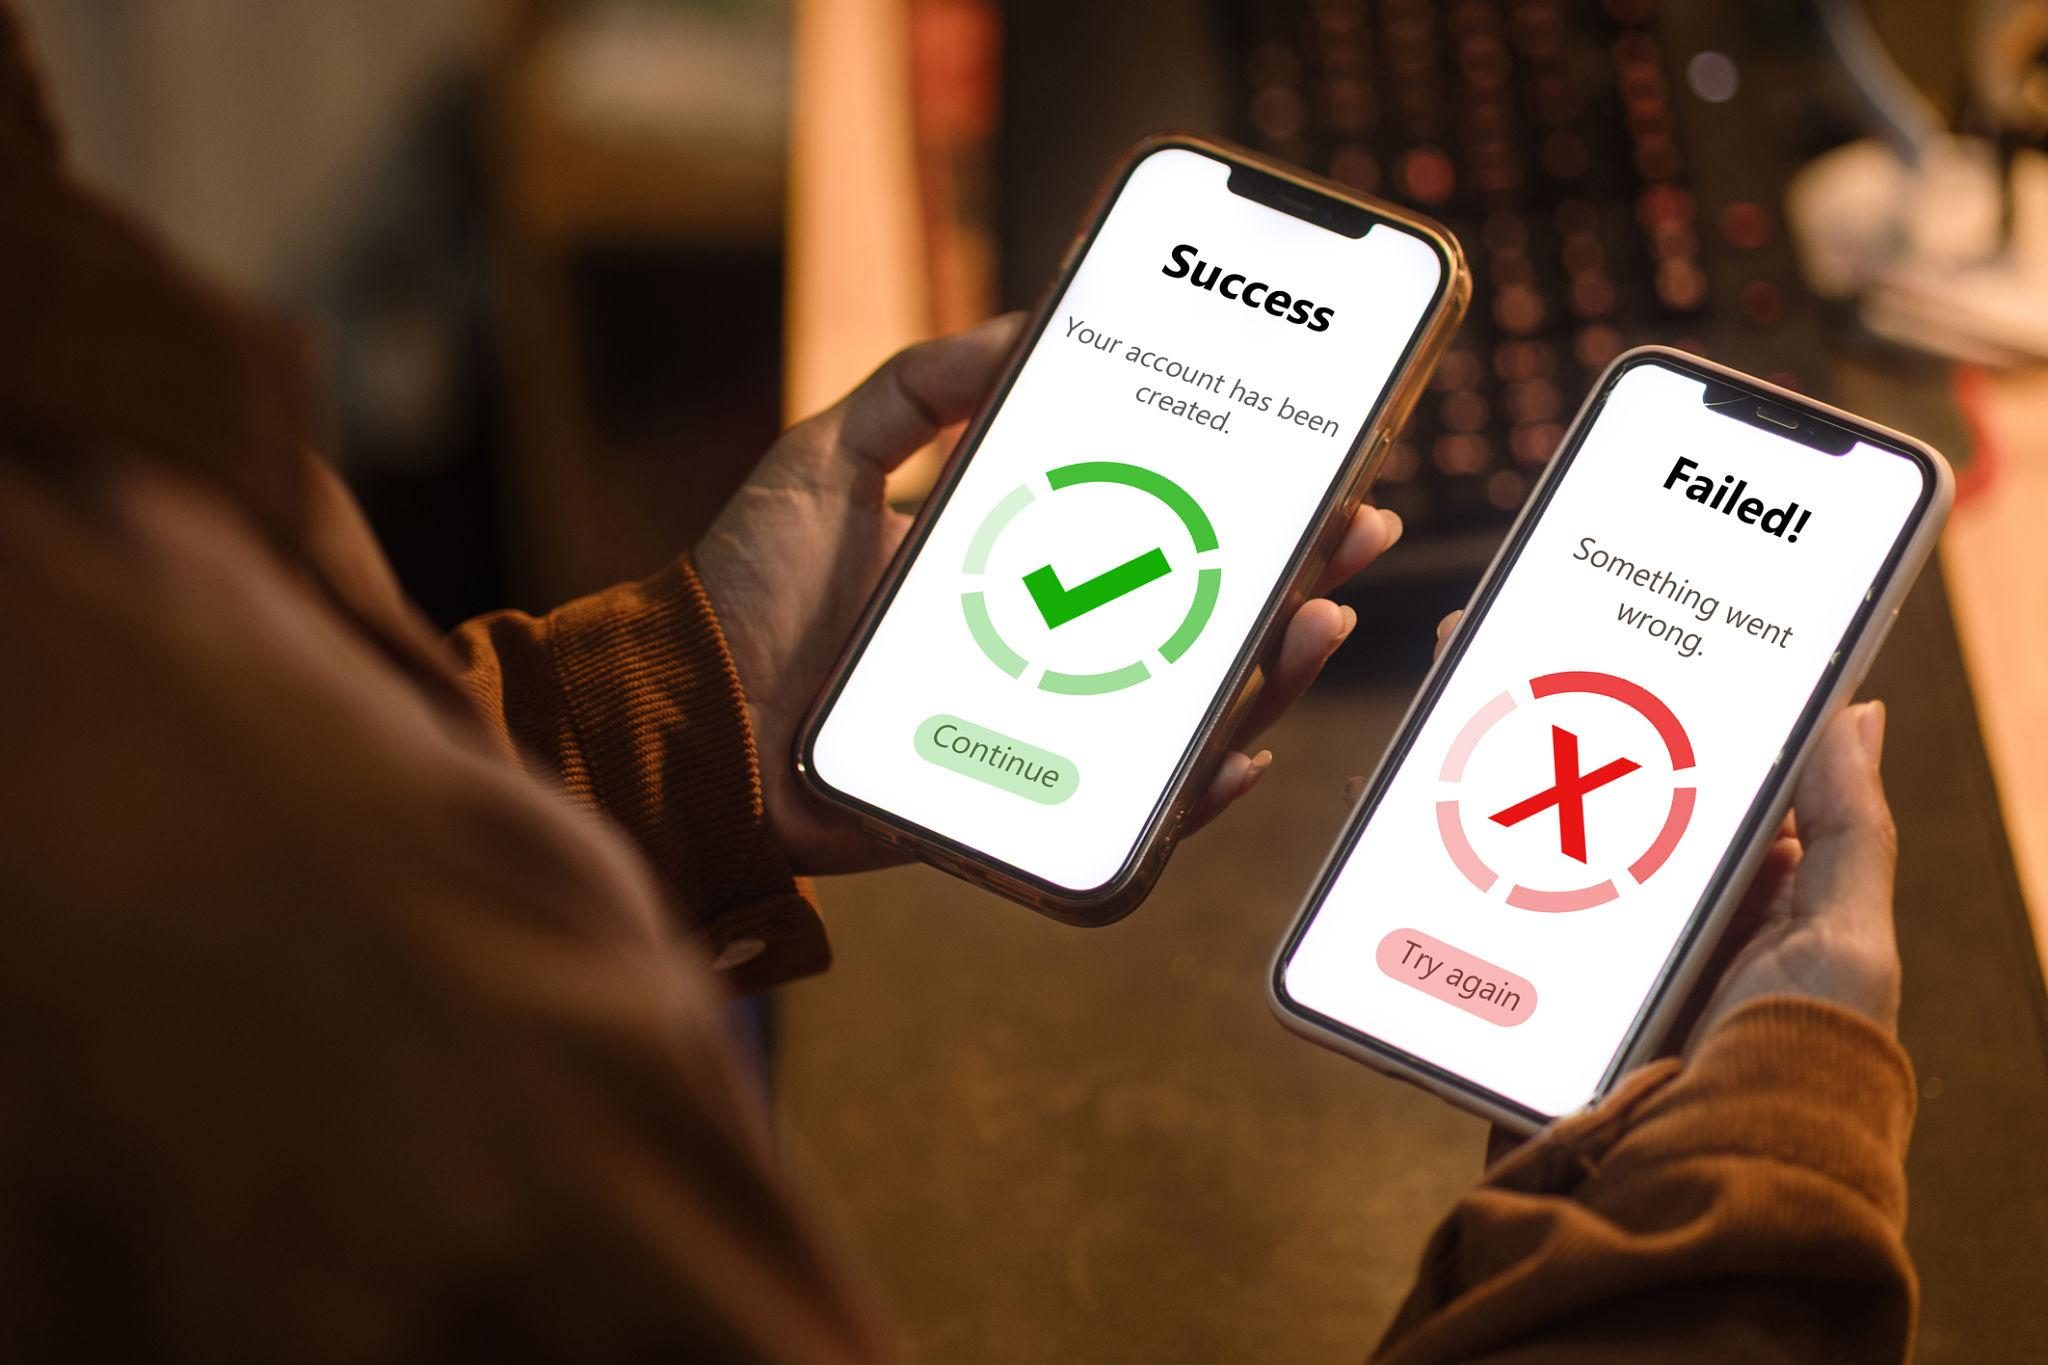 Success
Your account has been
created.
Continue
Failed!
Something went
wrong.
Try again